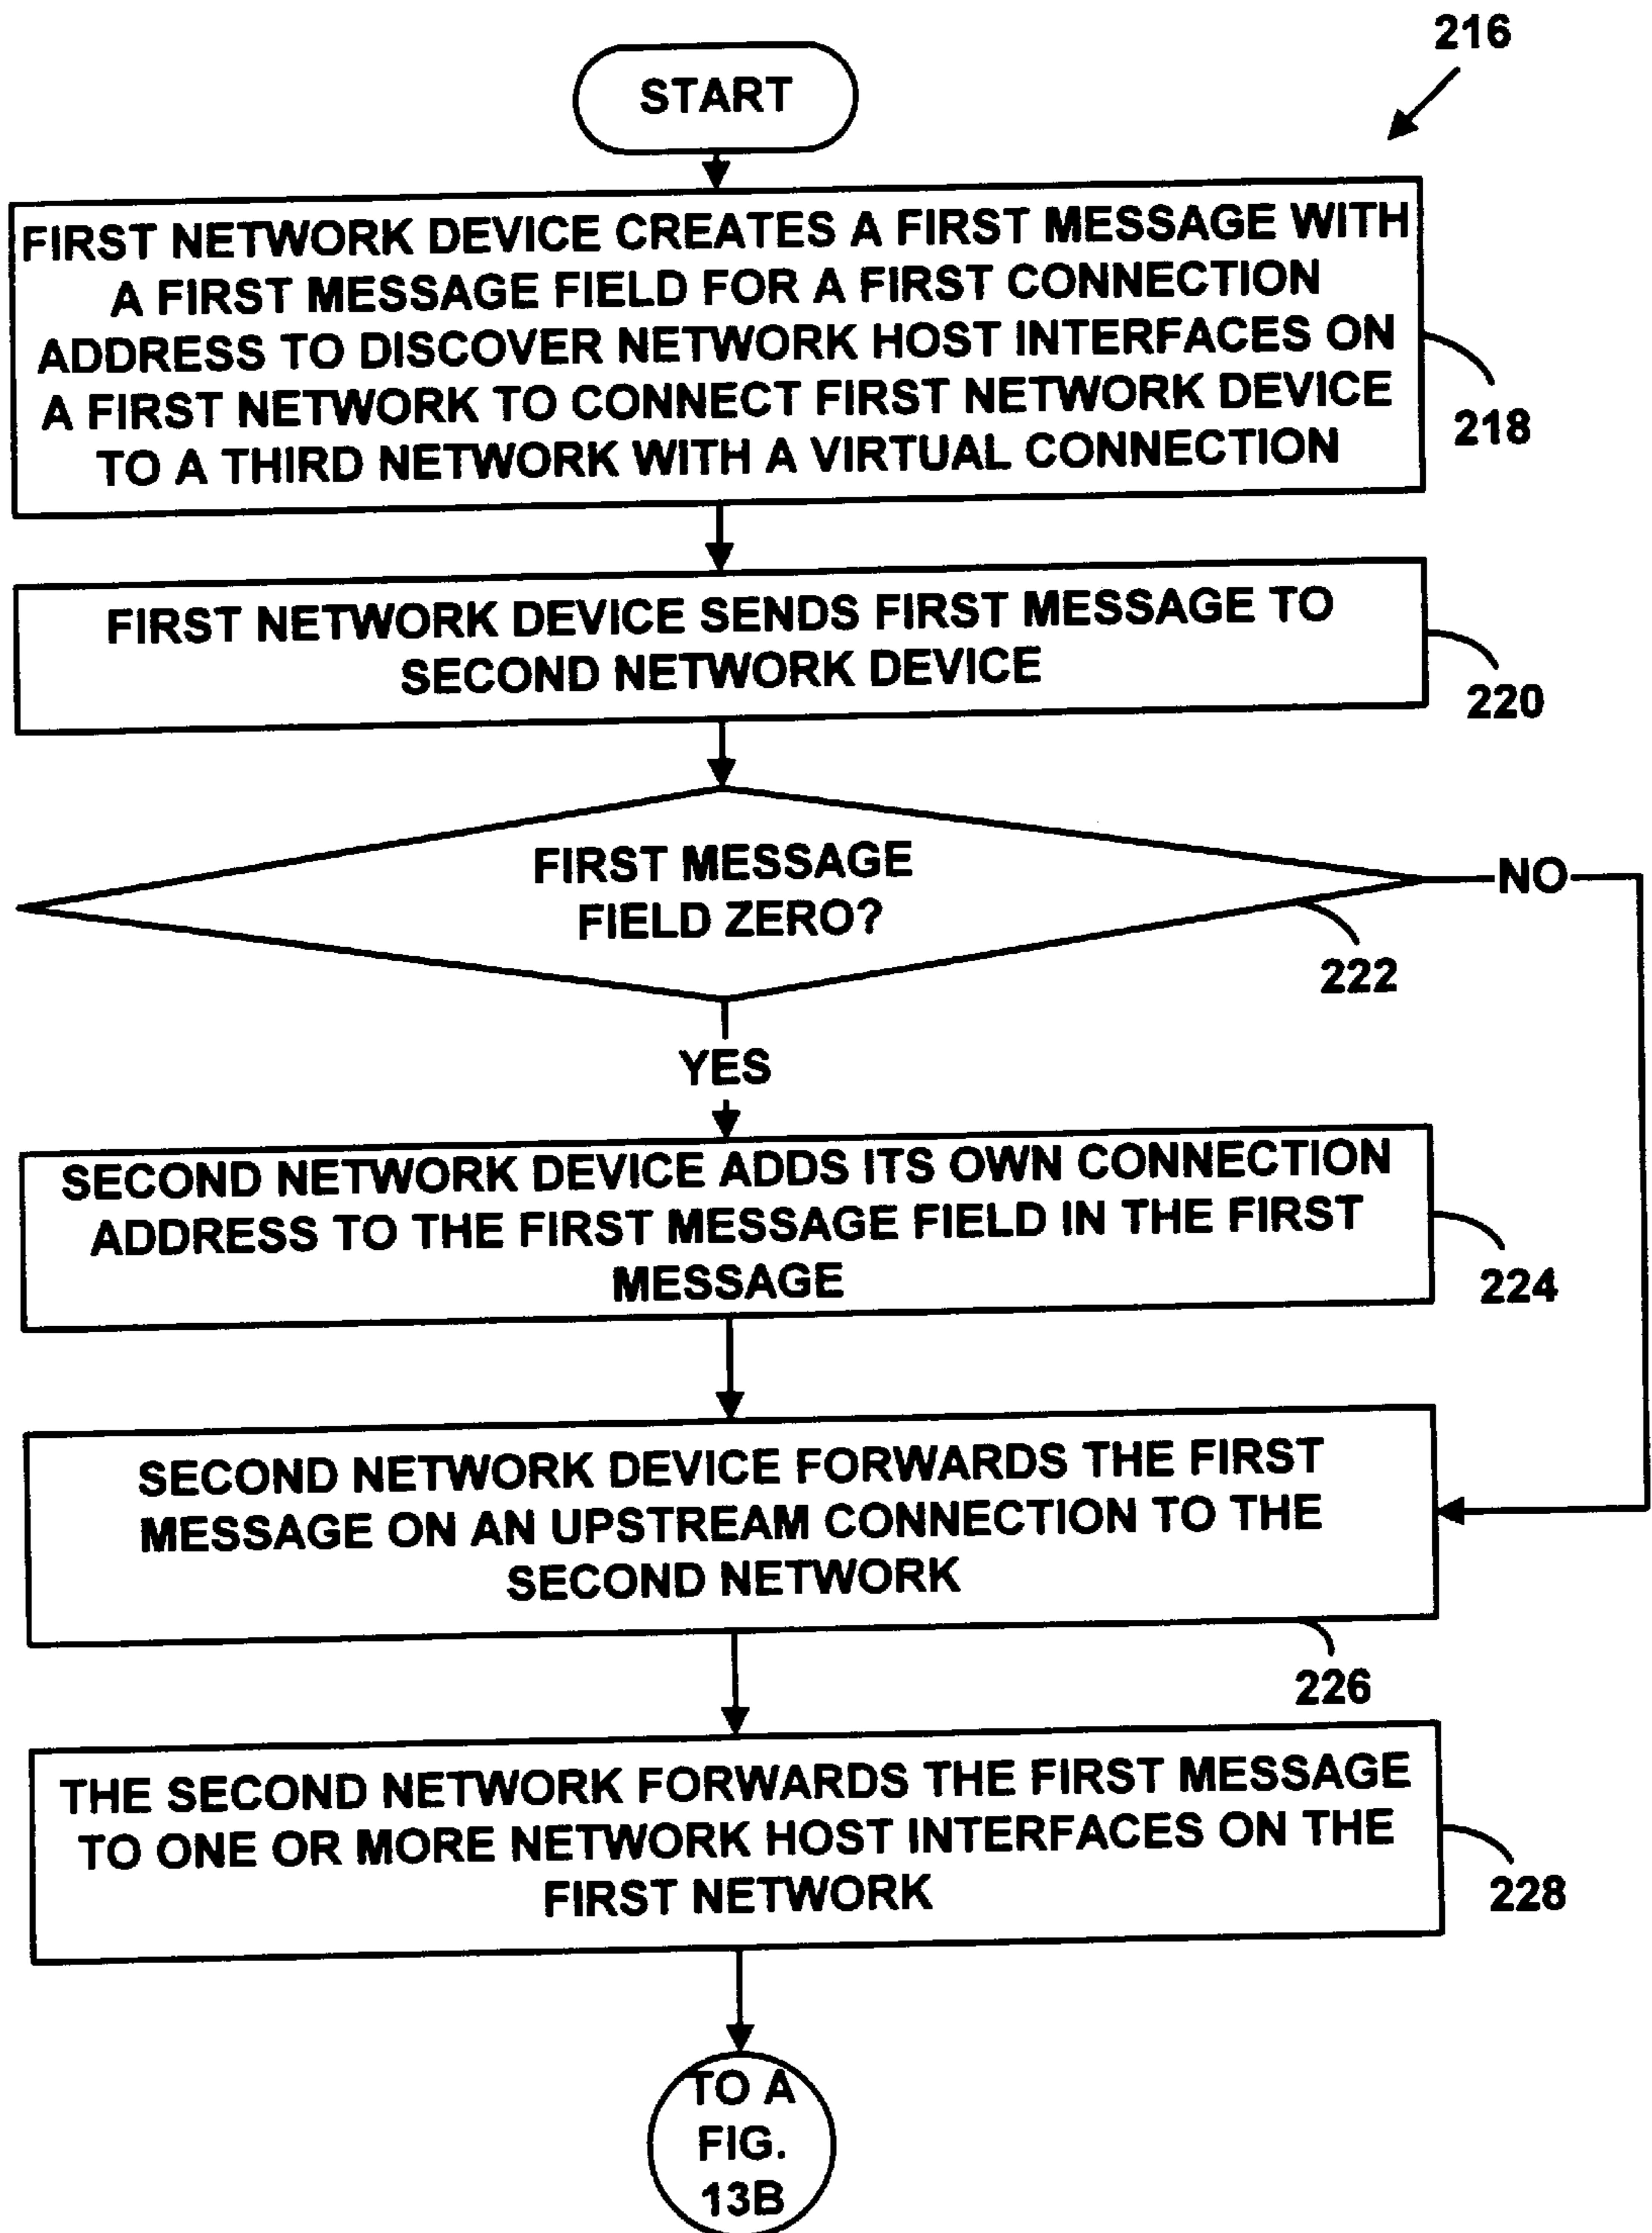 216
START
FIRST NETWORK DEVICE CREATES A FIRST MESSAGE WITH
A FIRST MESSAGE FIELD FOR A FIRST CONNECTION
ADDRESS TO DISCOVER NETWORK HOST INTERFACES ON
A FIRST NETWORK TO CONNECT FIRST NETWORK DEVICE
TO A THIRD NETWORK WITH A VIRTUAL CONNECTION
218
FIRST NETWORK DEVICE SENDS FIRST MESSAGE TO
SECOND NETWORK DEVICE
220
FIRST MESSAGE
FIELD ZERO?
NO
222
YES
SECOND NETWORK DEVICE ADDS ITS OWN CONNECTION
ADDRESS TO THE FIRST MESSAGE FIELD IN THE FIRST
MESSAGE
224
SECOND NETWORK DEVICE FORWARDS THE FIRST
MESSAGE ON AN UPSTREAM CONNECTION TO THE
SECOND NETWORK
226
THE SECOND NETWORK FORWARDS THE FIRST MESSAGE
TO ONE OR MORE NETWORK HOST INTERFACES ON THE
FIRST NETWORK
228
TO A
FIG.
13B